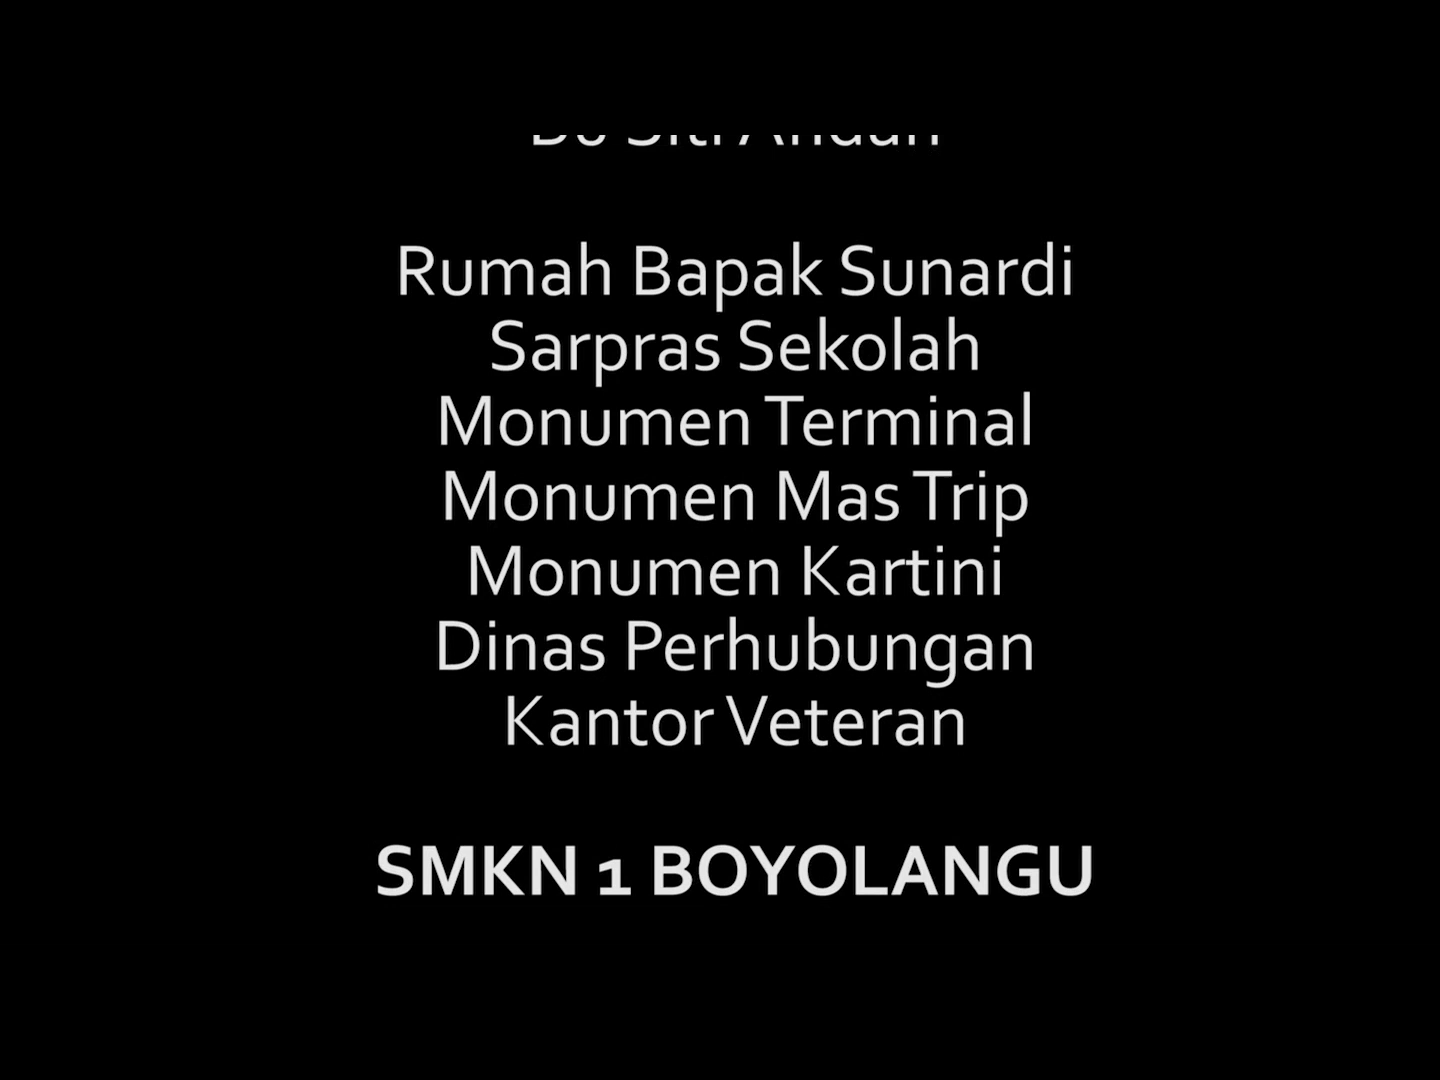 Rumah Bapak Sunardi
Sarpras Sekolah
Monumen Terminal
Monumen Mas Trip
Monumen Kartini
Dinas Perhubungan
Kantor Veteran
SMKN 1 BOYOLANGU